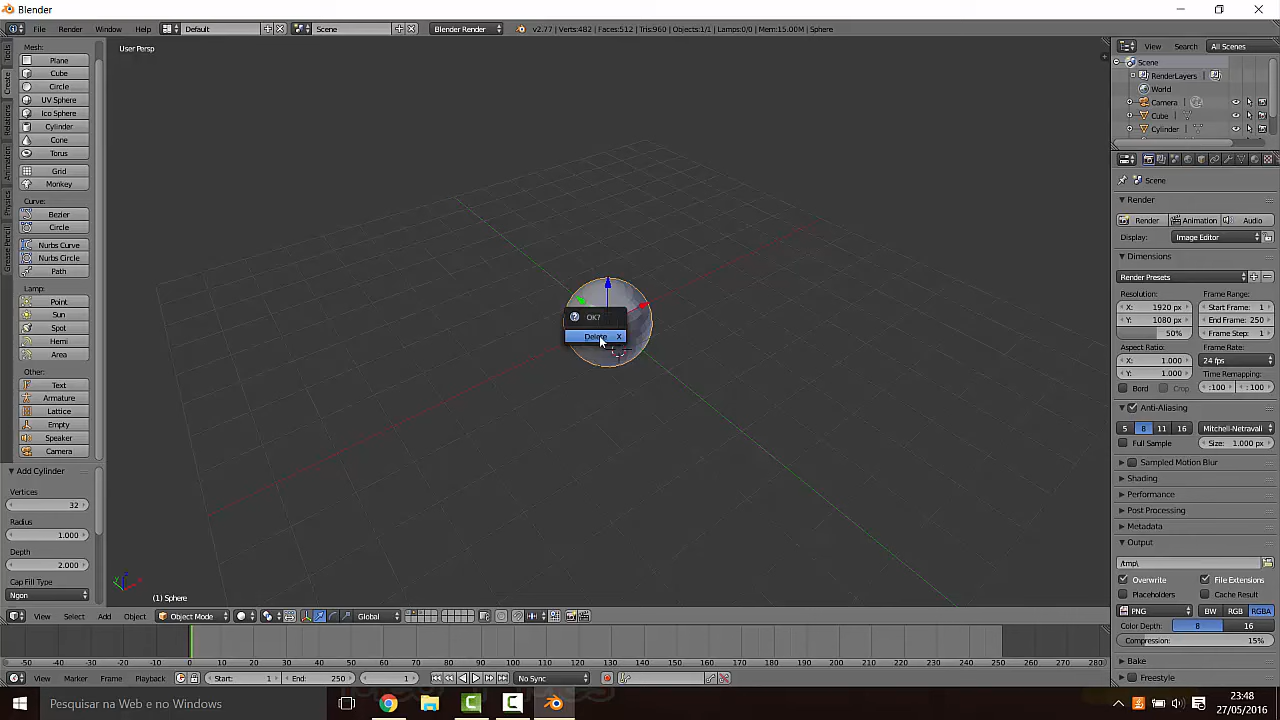 Blender
File Render Window Help Default Scene Blender Render v2.77 | Verts:482 | Faces:512 | Tris:960 | Objects:1/1 | Lamps:0/0 | Mem:15.00M | Sphere
View Search All Scenes
Tools
Create
Relations
Animation
Physics
Grease Pencil
Mesh:
Plane
Cube
Circle
UV Sphere
Ico Sphere
Cylinder
Cone
Torus
Grid
Monkey
Curve:
Bezier
Circle
Nurbs Curve
Nurbs Circle
Path
Lamp:
Point
Sun
Spot
Hemi
Area
Other:
Text
Armature
Lattice
Empty
Speaker
Camera
Add Cylinder
Vertices
32
Radius
1.000
Depth
2.000
Cap Fill Type
Ngon
User Persp
OK?
Delete X
(1) Sphere
View Select Add Object Object Mode Global
Scene
RenderLayers
World
Camera
Cube
Cylinder
Scene
Render
Render Animation Audio
Display: Image Editor
Dimensions
Render Presets
Resolution: Frame Range:
X: 1920 px Start Frame: 1
Y: 1080 px End Frame: 250
50% Frame Step: 1
Aspect Ratio: Frame Rate:
X: 1.000 24 fps
Y: 1.000 Time Remapping:
Bord Crop :100 :100
Anti-Aliasing
5 8 11 16 Mitchell-Netravali
Full Sample Size: 1.000 px
Sampled Motion Blur
Shading
Performance
Post Processing
Metadata
Output
/tmp\
Overwrite File Extensions
Placeholders Cache Result
PNG BW RGB RGBA
Color Depth: 8 16
Compression: 15%
Bake
Freestyle
-50 -40 -30 -20 -10 0 10 20 30 40 50 60 70 80 90 100 110 120 130 140 150 160 170 180 190 200 210 220 230 240 250 260 270 280
View Marker Frame Playback Start: 1 End: 250 1 No Sync
Pesquisar na Web e no Windows
23:48
27/05/2016